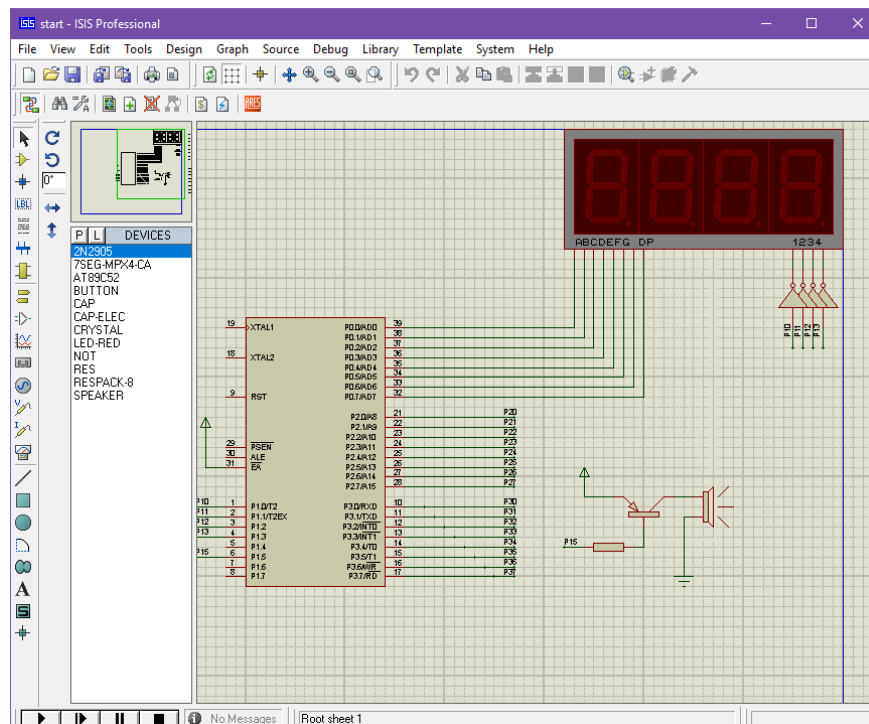 ISIS start - ISIS Professional
File View Edit Tools Design Graph Source Debug Library Template System Help
ARES
0°
LBL
A
S
P L DEVICES
2N2905
7SEG-MPX4-CA
AT89C52
BUTTON
CAP
CAP-ELEC
CRYSTAL
LED-RED
NOT
RES
RESPACK-8
SPEAKER
ABCDEFG DP
1234
P10
P11
P12
P13
19 XTAL1 P0.0/AD0 39
P0.1/AD1 38
P0.2/AD2 37
18 XTAL2 P0.3/AD3 36
P0.4/AD4 35
P0.5/AD5 34
P0.6/AD6 33
9 RST P0.7/AD7 32
P2.0/A8 21 P20
P2.1/A9 22 P21
P2.2/A10 23 P22
29 PSEN P2.3/A11 24 P23
30 ALE P2.4/A12 25 P24
31 EA P2.5/A13 26 P25
P2.6/A14 27 P26
P2.7/A15 28 P27
P10 1 P1.0/T2 P3.0/RXD 10 P30
P11 2 P1.1/T2EX P3.1/TXD 11 P31
P12 3 P1.2 P3.2/INT0 12 P32
P13 4 P1.3 P3.3/INT1 13 P33
5 P1.4 P3.4/T0 14 P34
P15 6 P1.5 P3.5/T1 15 P35
7 P1.6 P3.6/WR 16 P36
8 P1.7 P3.7/RD 17 P37
P15
No Messages Root sheet 1